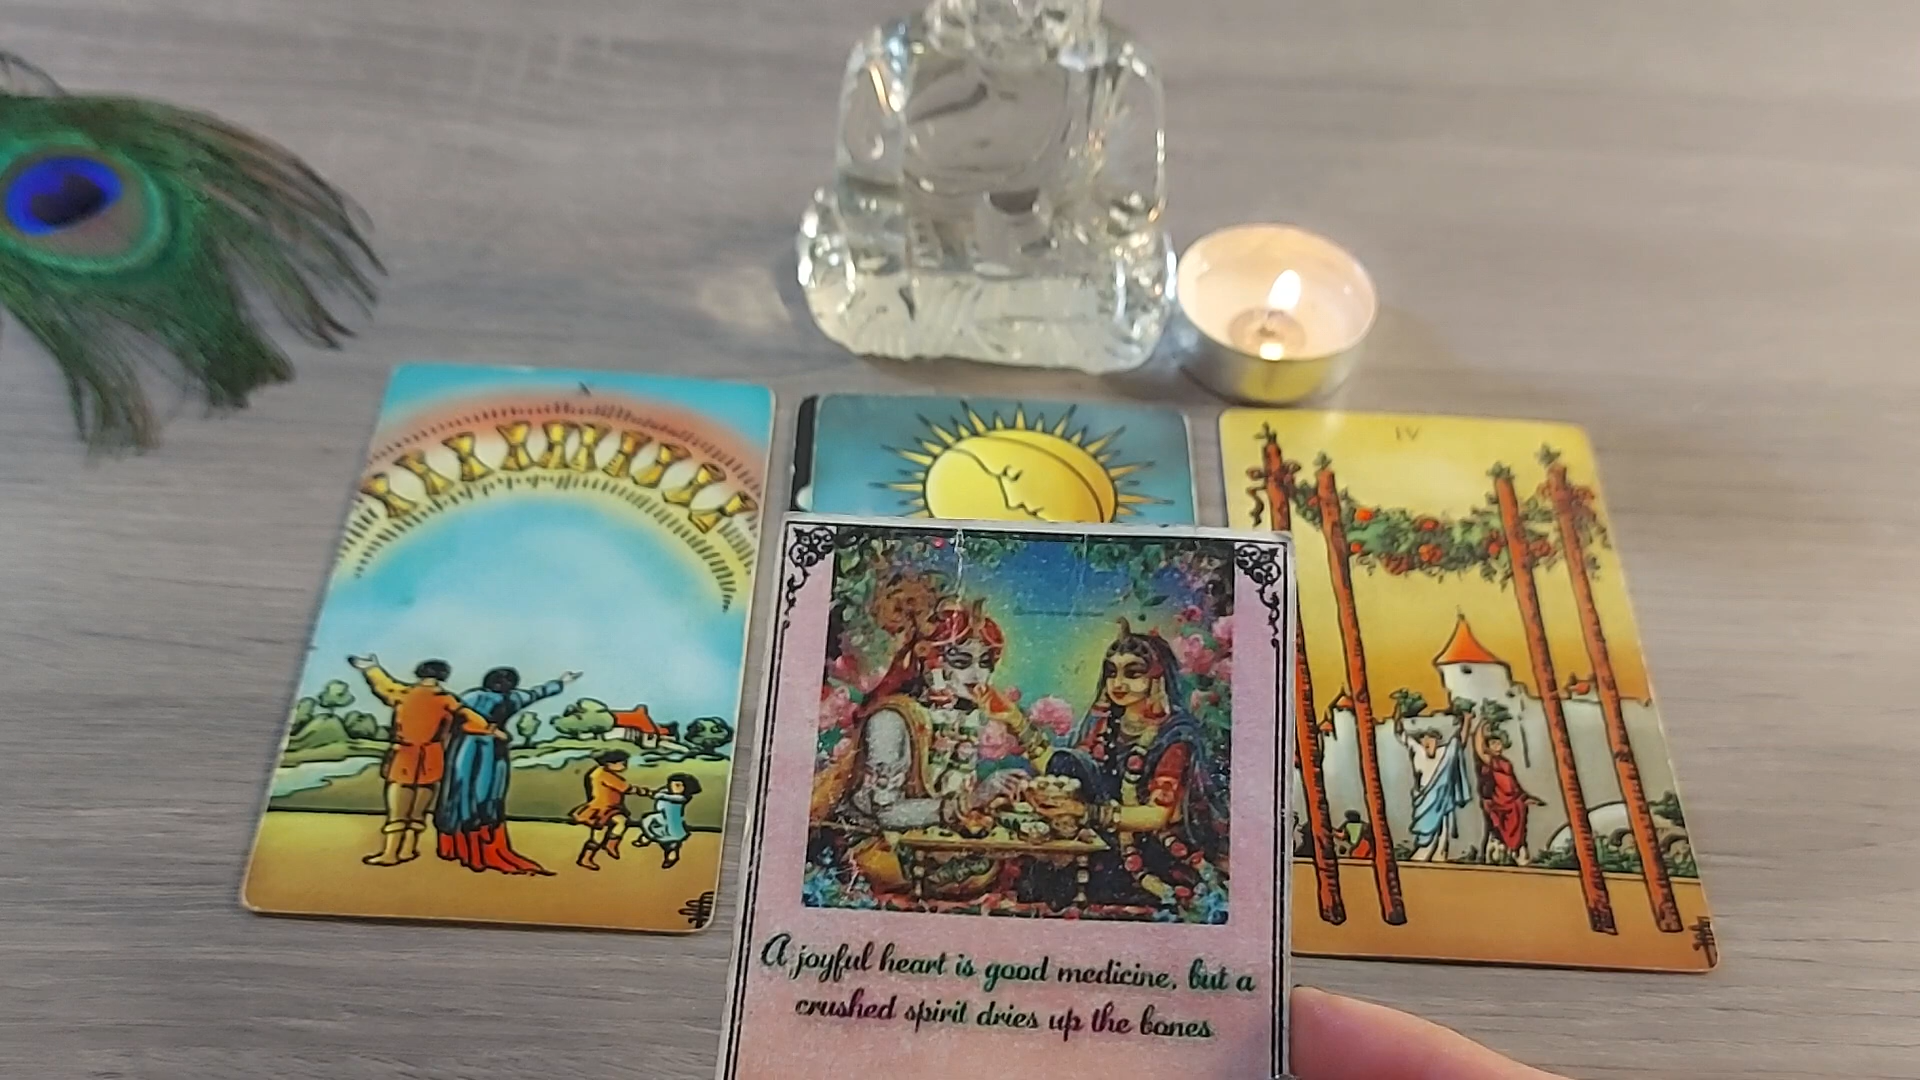 X
IV
A joyful heart is good medicine, but a
crushed spirit dries up the bones